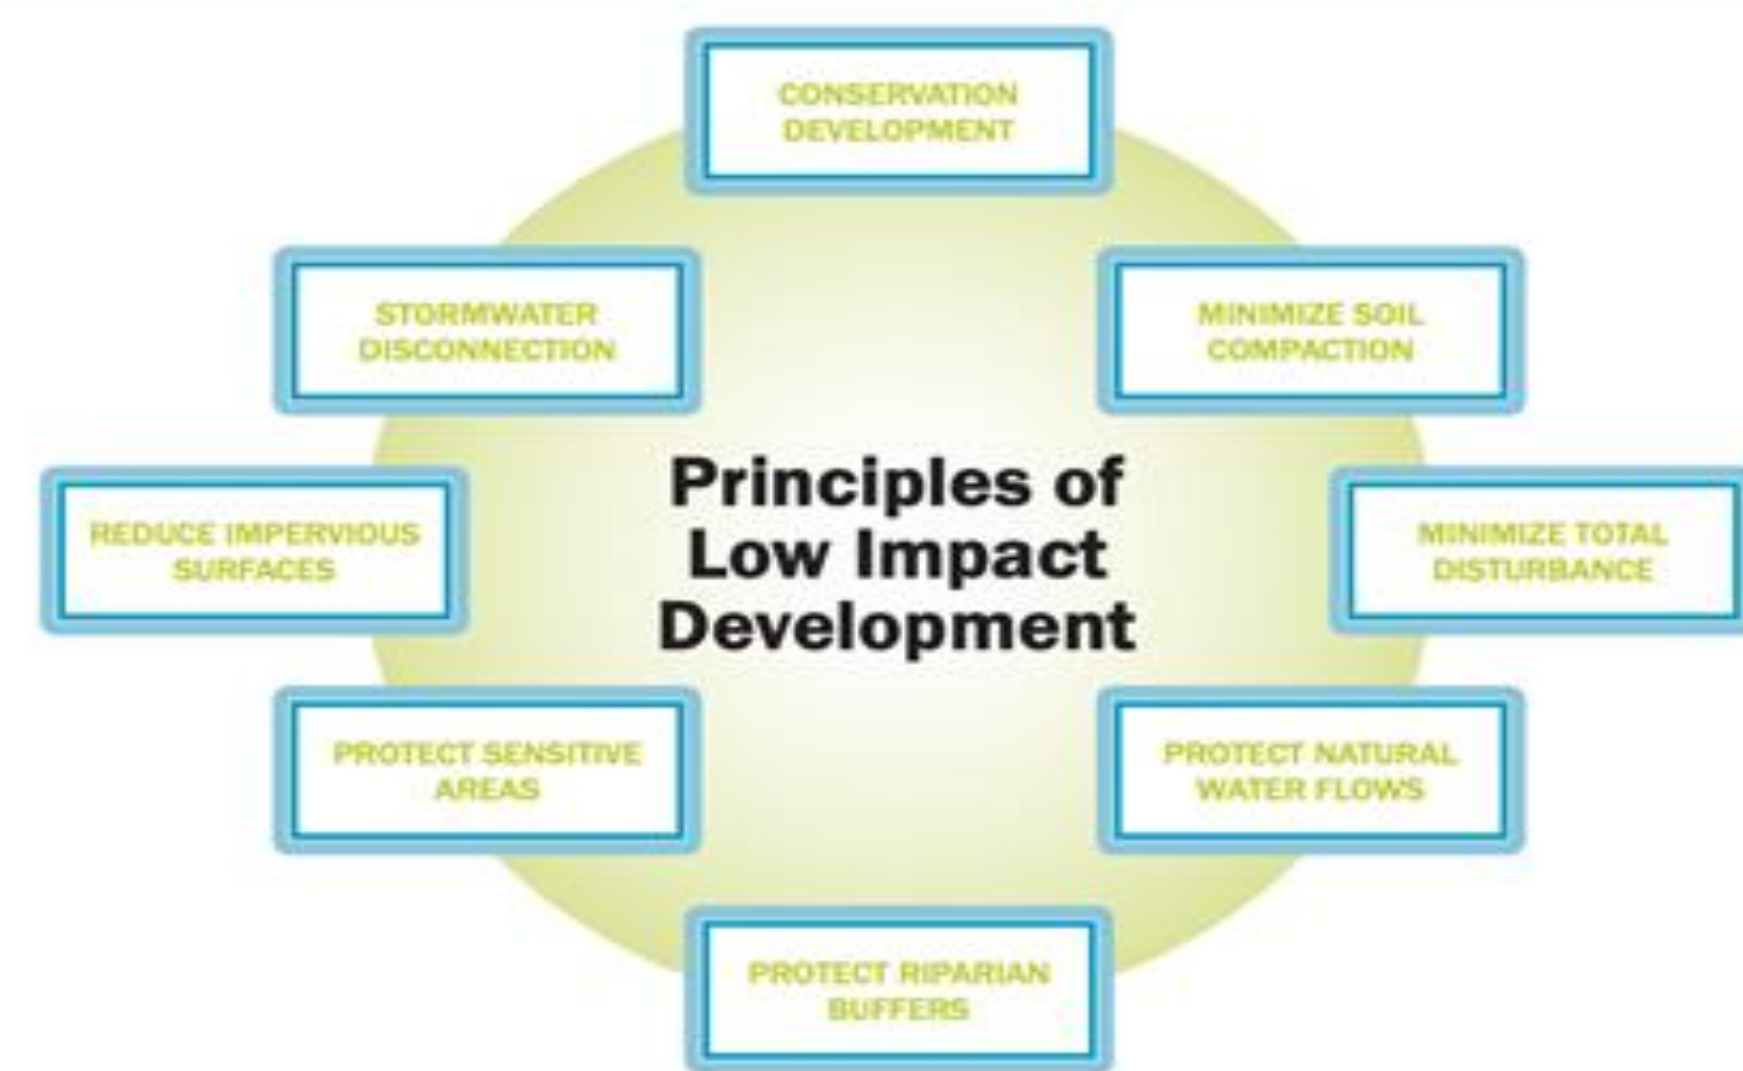 CONSERVATION
DEVELOPMENT
STORMWATER
DISCONNECTION
MINIMIZE SOIL
COMPACTION
REDUCE IMPERVIOUS
SURFACES
Principles of
Low Impact
Development
MINIMIZE TOTAL
DISTURBANCE
PROTECT SENSITIVE
AREAS
PROTECT NATURAL
WATER FLOWS
PROTECT RIPARIAN
BUFFERS